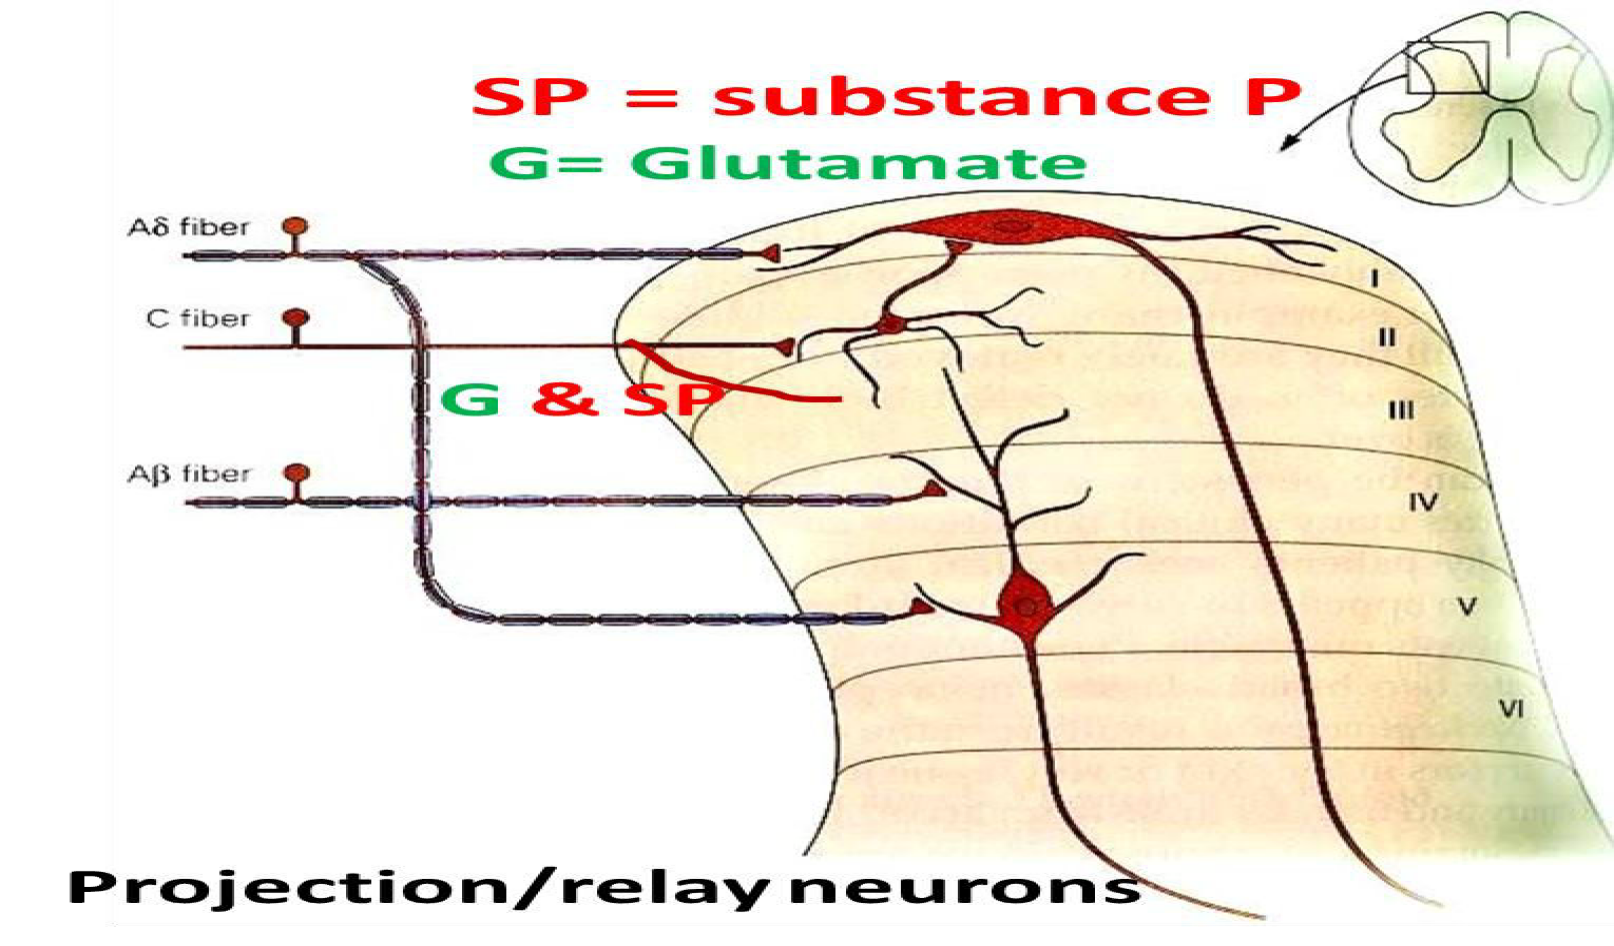 SP = substance P
G= Glutamate
Aδ fiber
I
C fiber
II
G & SP
III
Aβ fiber
IV
V
VI
Projection/relay neurons